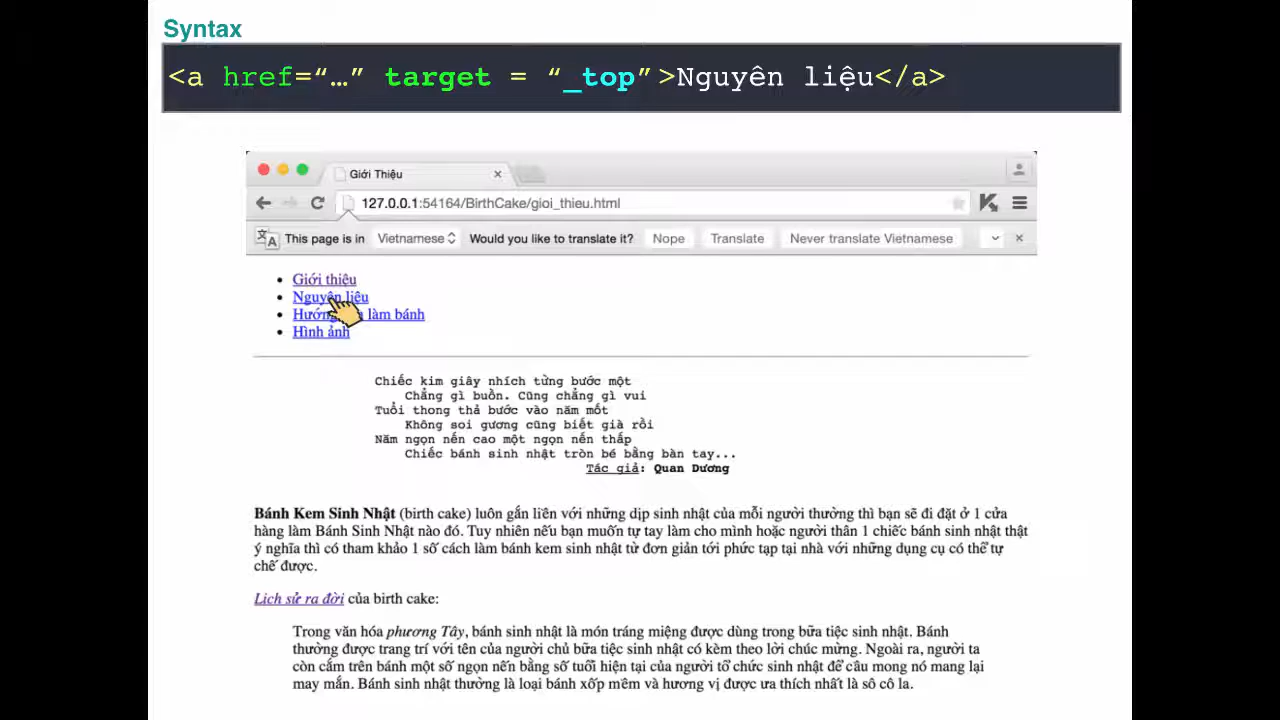 Syntax
<a href=“…” target = “_top”>Nguyên liệu</a>
Giới Thiệu
127.0.0.1:54164/BirthCake/gioi_thieu.html
This page is in Vietnamese Would you like to translate it? Nope Translate Never translate Vietnamese
Giới thiệu
Nguyên liệu
làm bánh
Hình ảnh
Chiếc kim giây nhích từng bước một
Chẳng gì buồn. Cũng chẳng gì vui
Tuổi thong thả bước vào năm mốt
Không soi gương cũng biết già rồi
Năm ngọn nến cao một ngọn nến thấp
Chiếc bánh sinh nhật tròn bé bằng bàn tay...
Tác giả: Quan Dương
Bánh Kem Sinh Nhật (birth cake) luôn gắn liền với những dịp sinh nhật của mỗi người thường thì bạn sẽ đi đặt ở 1 cửa
hàng làm Bánh Sinh Nhật nào đó. Tuy nhiên nếu bạn muốn tự tay làm cho mình hoặc người thân 1 chiếc bánh sinh nhật thật
ý nghĩa thì có tham khảo 1 số cách làm bánh kem sinh nhật từ đơn giản tới phức tạp tại nhà với những dụng cụ có thể tự
chế được.
Lich sử ra đời của birth cake:
Trong văn hóa phương Tây, bánh sinh nhật là món tráng miệng được dùng trong bữa tiệc sinh nhật. Bánh
thường được trang trí với tên của người chủ bữa tiệc sinh nhật có kèm theo lời chúc mừng. Ngoài ra, người ta
còn cắm trên bánh một số ngọn nến bằng số tuổi hiện tại của người tổ chức sinh nhật để cầu mong nó mang lại
may mắn. Bánh sinh nhật thường là loại bánh xốp mềm và hương vị được ưa thích nhất là sô cô la.